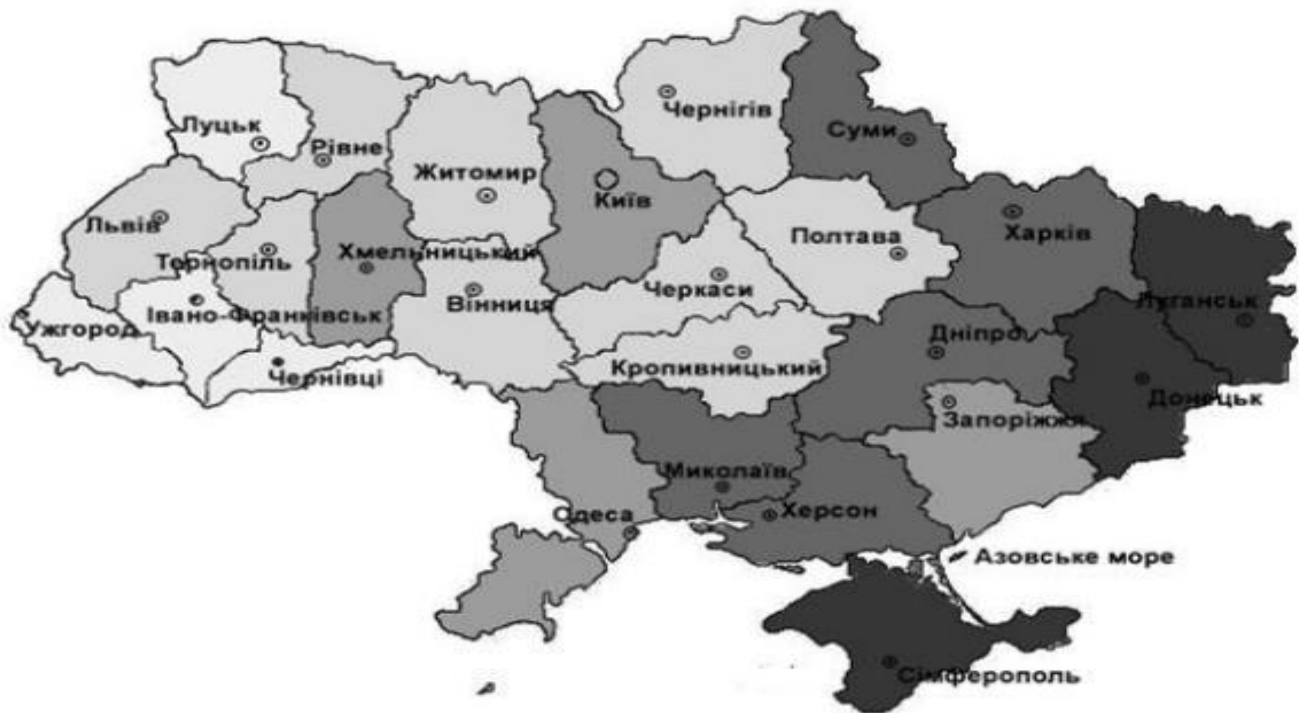 Чернігів
Луцьк
Суми
Рівне
Житомир
Київ
Львів
Полтава
Харків
Тернопіль
Хмельницький
Черкаси
Вінниця
Луганськ
Івано-Франківськ
Ужгород
Дніпро
Кропивницький
Чернівці
Донецьк
Запоріжжя
Миколаїв
Одеса
Херсон
Азовське море
Сімферополь